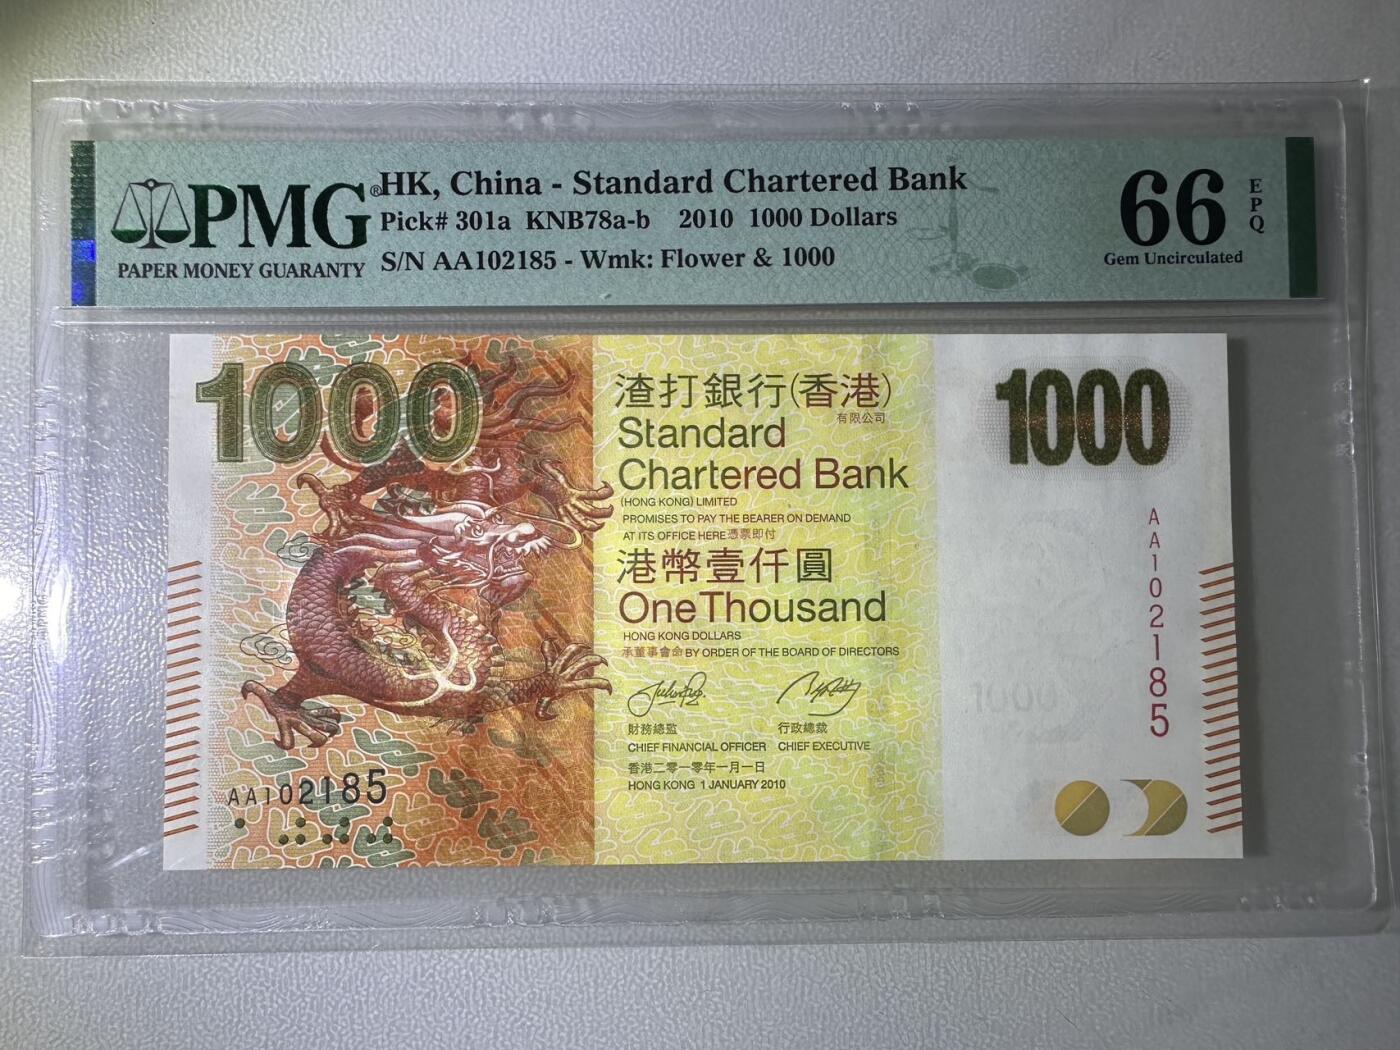 PMG®
PAPER MONEY GUARANTY
HK, China - Standard Chartered Bank
Pick# 301a KNB78a-b 2010 1000 Dollars
S/N AA102185 - Wmk: Flower & 1000
66
EPQ
Gem Uncirculated
1000
渣打銀行(香港)
有限公司
Standard
Chartered Bank
(HONG KONG) LIMITED
PROMISES TO PAY THE BEARER ON DEMAND
AT ITS OFFICE HERE 憑票即付
港幣壹仟圓
One Thousand
HONG KONG DOLLARS
承董事會命 BY ORDER OF THE BOARD OF DIRECTORS
財務總監
行政總裁
CHIEF FINANCIAL OFFICER
CHIEF EXECUTIVE
香港二零一零年一月一日
HONG KONG 1 JANUARY 2010
AA102185
1000
AA102185
1000